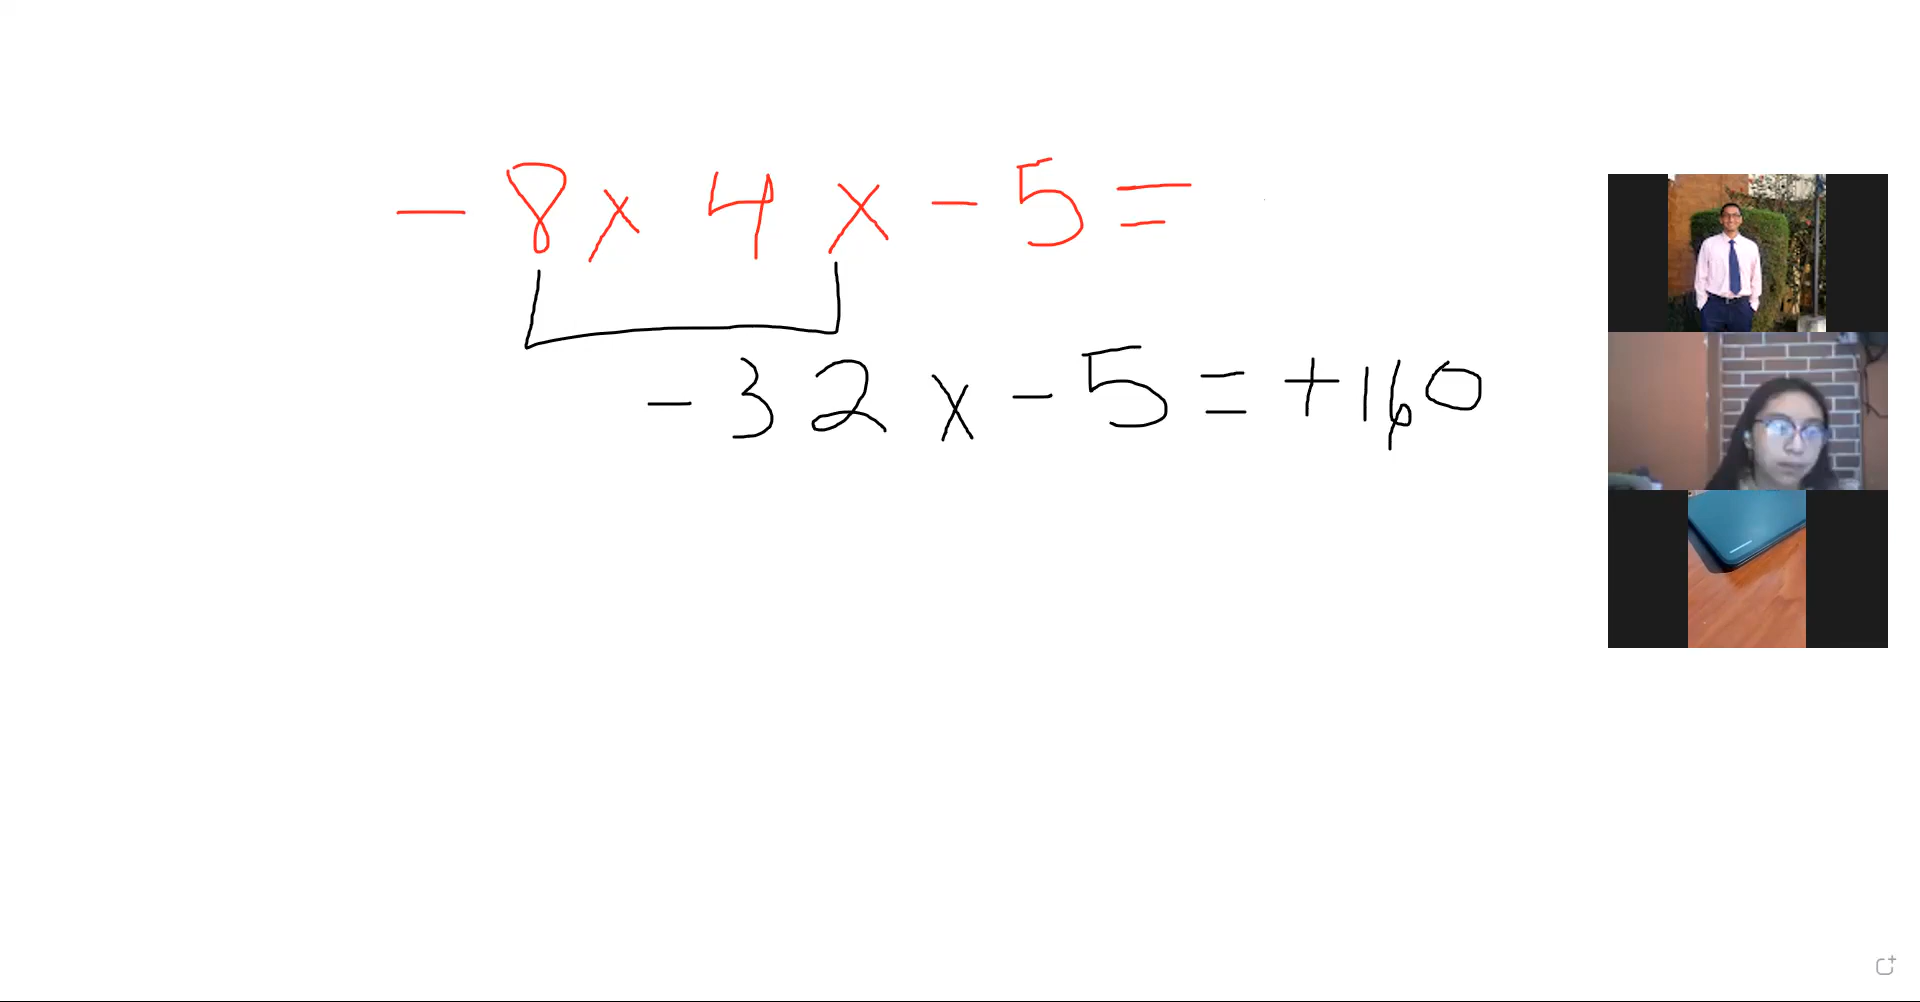 - 8 x 4 x - 5 =
- 32 x - 5 = + 160